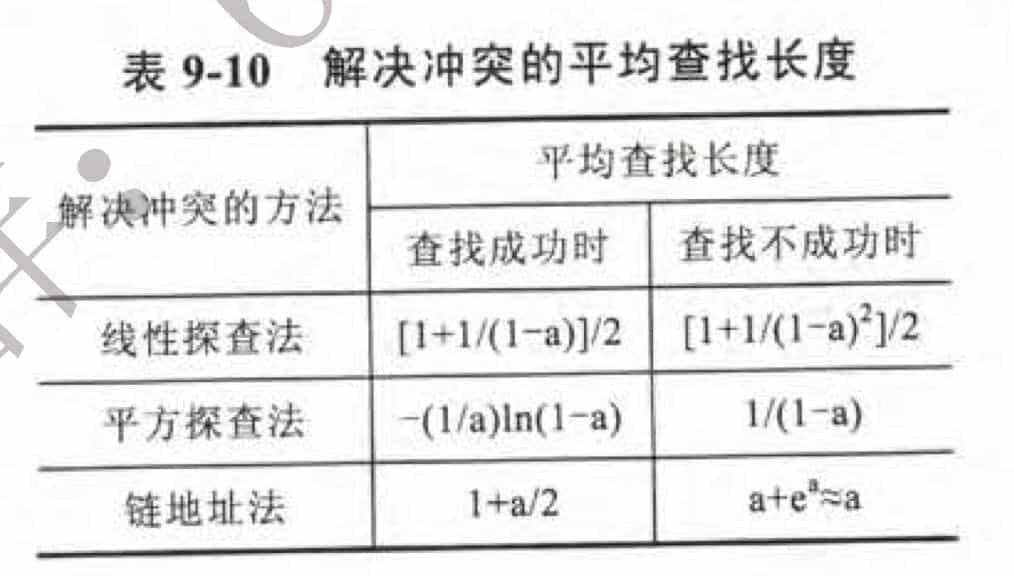 表 9-10 解决冲突的平均查找长度
解决冲突的方法
平均查找长度
查找成功时 查找不成功时
线性探查法 [1+1/(1-a)]/2 [1+1/(1-a)²]/2
平方探查法 -(1/a)ln(1-a) 1/(1-a)
链地址法 1+a/2 a+eᵃ≈a